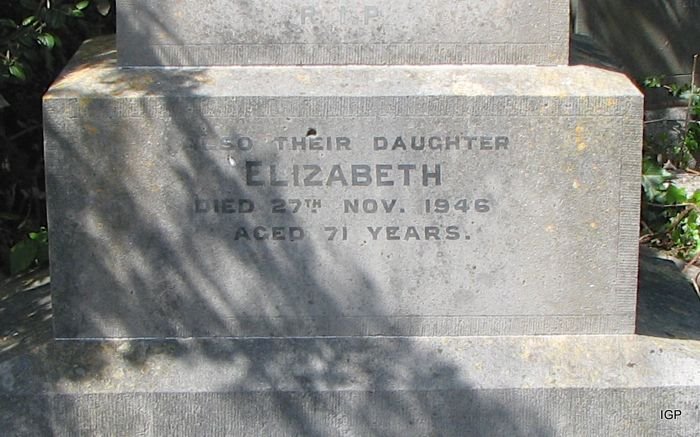 R.I.P.
ALSO THEIR DAUGHTER
ELIZABETH
DIED 27TH. NOV. 1946
AGED 71 YEARS.
IGP